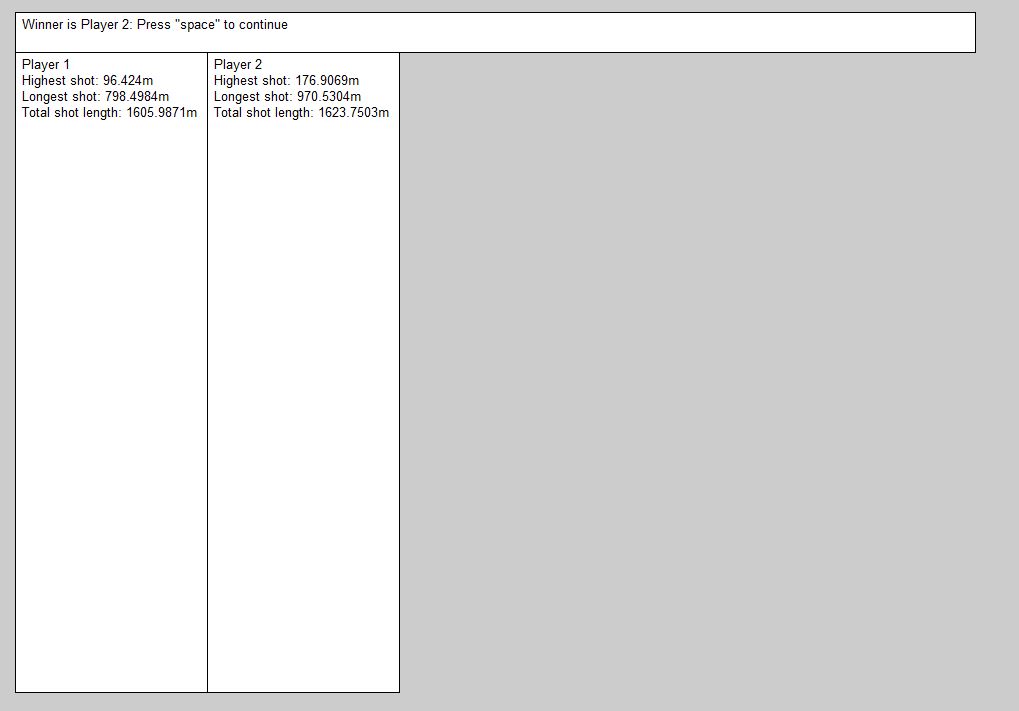 Winner is Player 2: Press "space" to continue
Player 1
Highest shot: 96.424m
Longest shot: 798.4984m
Total shot length: 1605.9871m
Player 2
Highest shot: 176.9069m
Longest shot: 970.5304m
Total shot length: 1623.7503m